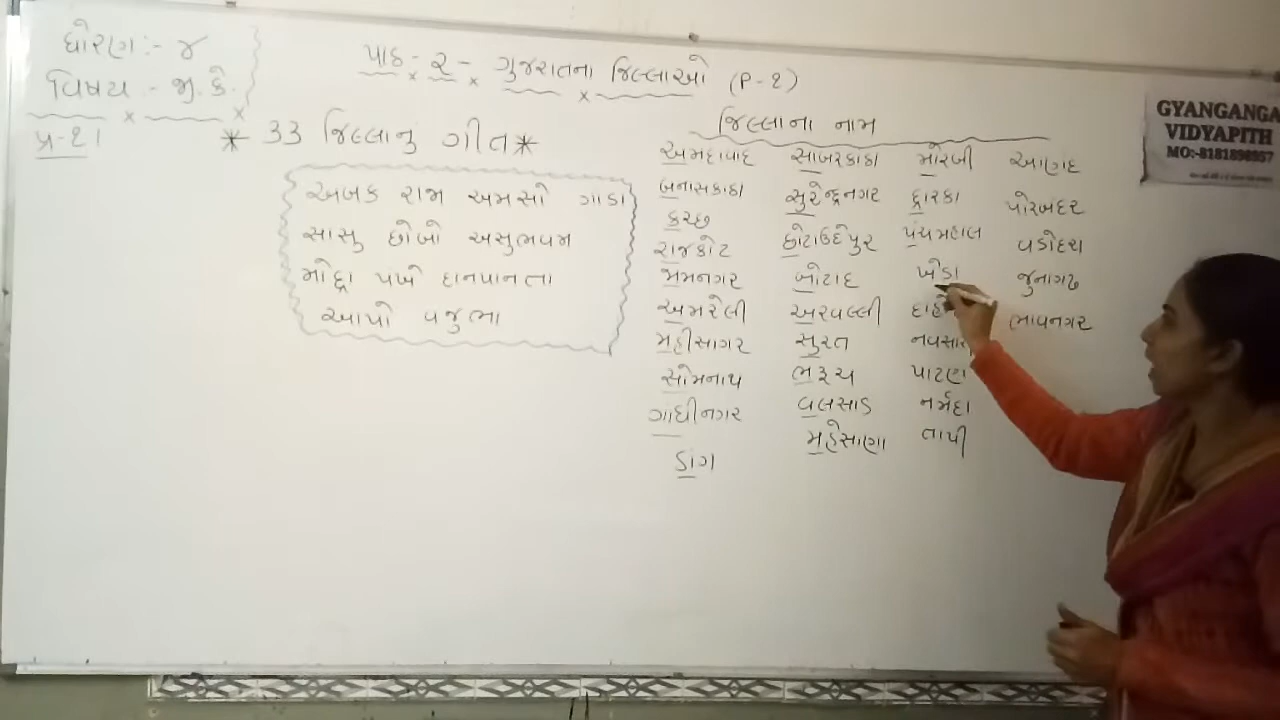 ધોરણ:- ૪
વિષય :- જી.કે.
પાઠ - ૨ - ગુજરાતના જિલ્લાઓ (P-2)
પ્ર-૨।
* 33 જિલ્લાનુ ગીત *
અબક રાજા અમસો ગાડા
સાસુ છોબો અસુભવમ
મોદ્વા પખે દાનપાનતા
આપો વજુભા
જિલ્લાના નામ
અમદાવાદ સાબરકાંઠા મોરબી આણંદ
બનાસકાંઠા સુરેન્દ્રનગર દ્વારકા પોરબંદર
કચ્છ
રાજકોટ છોટાઉદેપુર પંચમહાલ વડોદરા
જામનગર બોટાદ ખેડા જુનાગઢ
અમરેલી અરવલ્લી ભાવનગર
મહીસાગર સુરત
સોમનાથ ભરૂચ પાટણ
ગાંધીનગર વલસાડ નર્મદા
ડાંગ મહેસાણા તાપી
GYANGANGA
VIDYAPITH